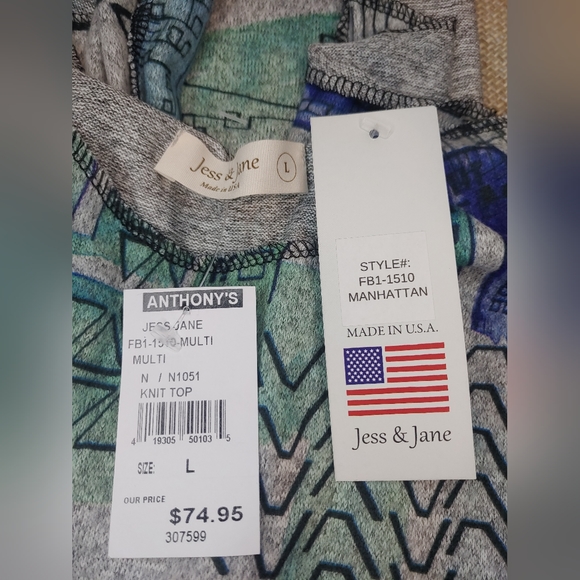 Jess & Jane
Made in USA
L
STYLE#:
FB1-1510
MANHATTAN
MADE IN U.S.A.
Jess & Jane
ANTHONY'S
JESS JANE
FB1-1510-MULTI
MULTI
N / N1051
KNIT TOP
4 19305 50103 5
SIZE: L
OUR PRICE
$74.95
307599